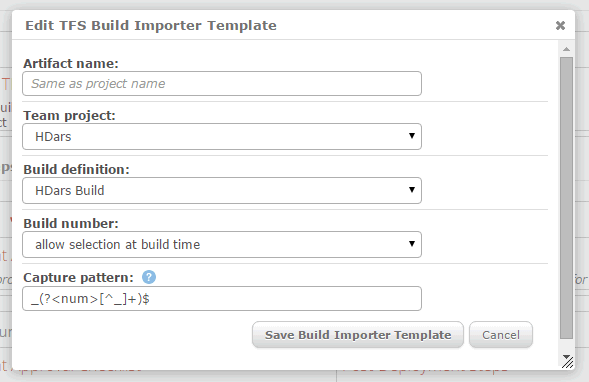 Edit TFS Build Importer Template
Artifact name:
Same as project name
Team project:
HDars
Build definition:
HDars Build
Build number:
allow selection at build time
Capture pattern: ?
_(?<num>[^_]+)$
Save Build Importer Template
Cancel